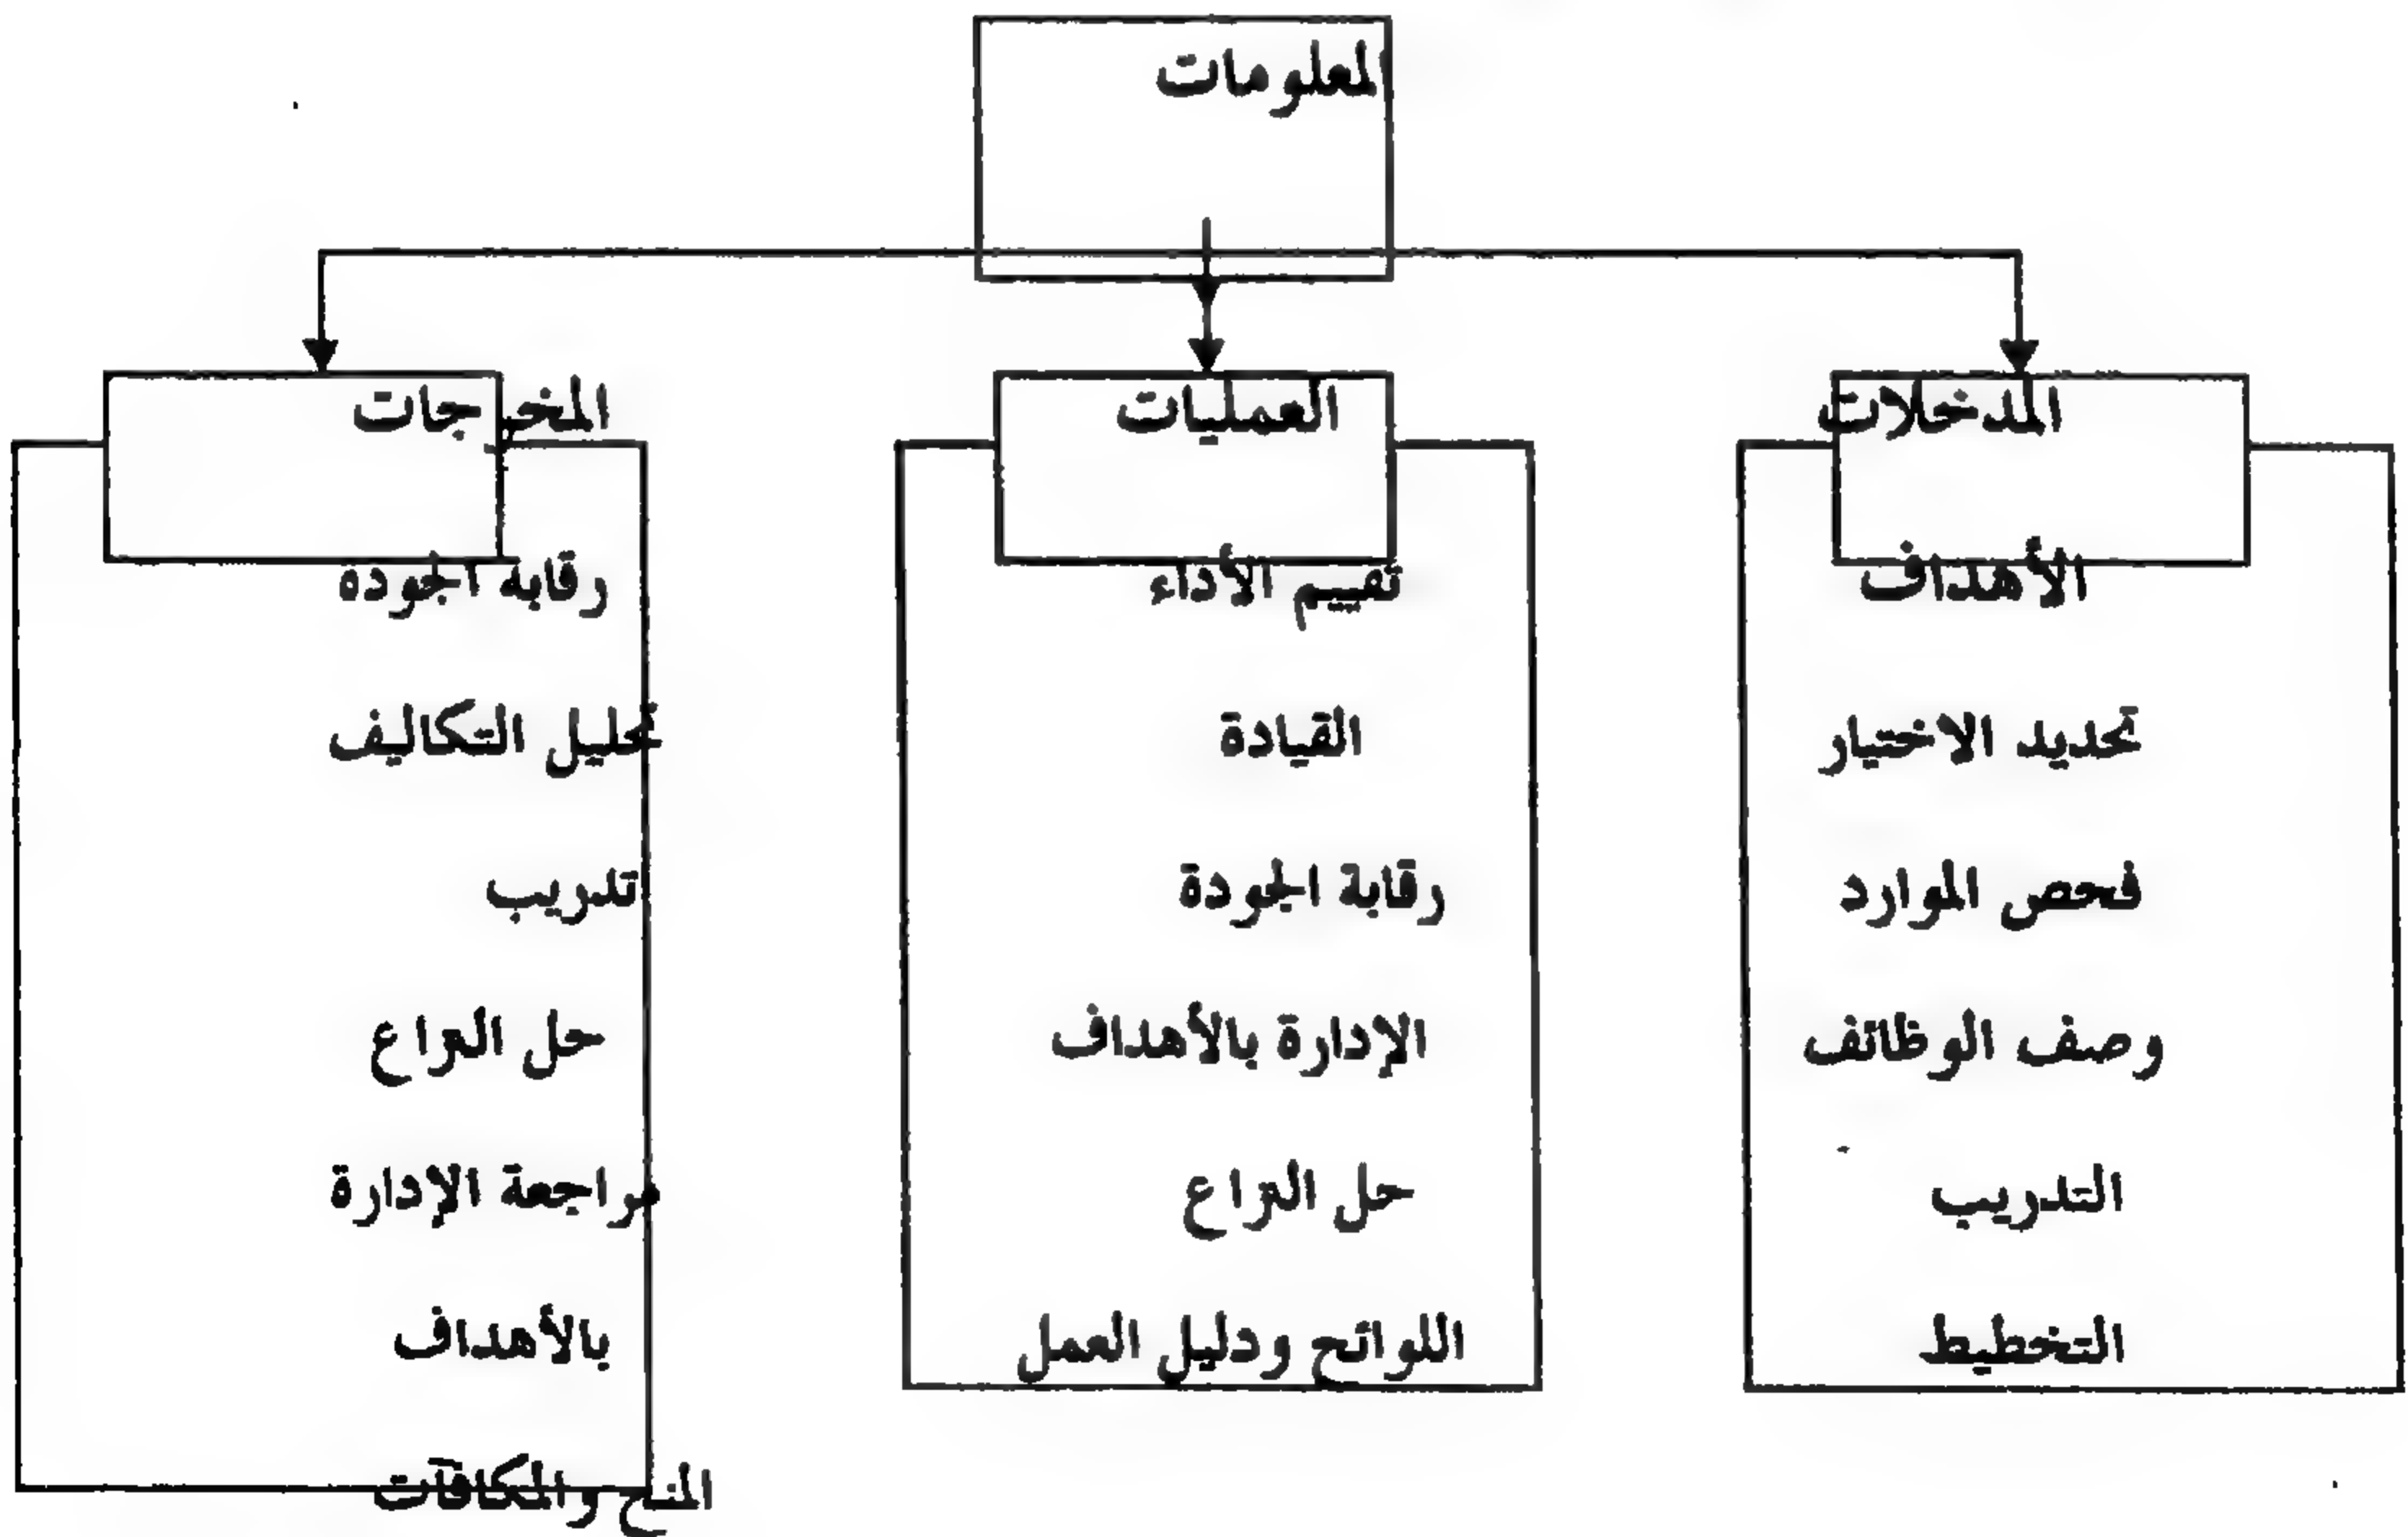 المعلومات
المدخلات
الأهداف
تحديد الاختيار
فحص الموارد
وصف الوظائف
التدريب
التخطيط
العمليات
تقييم الأداء
القيادة
رقابة الجودة
الإدارة بالأهداف
حل النزاع
اللوائح ودليل العمل
المخرجات
رقابة الجودة
تحليل التكاليف
تدريب
حل النزاع
مراجعة الإدارة
بالأهداف
المنح والمكافآت